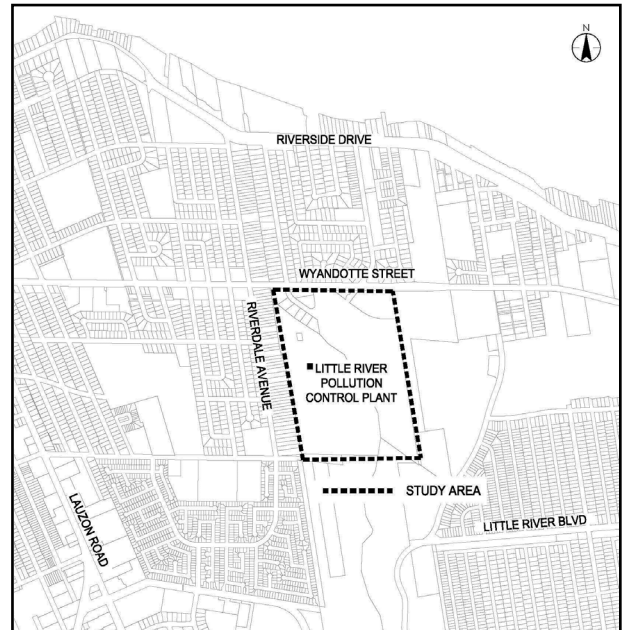 N
RIVERSIDE DRIVE
WYANDOTTE STREET
RIVERDALE AVENUE
LITTLE RIVER
POLLUTION
CONTROL PLANT
STUDY AREA
LAUZON ROAD
LITTLE RIVER BLVD